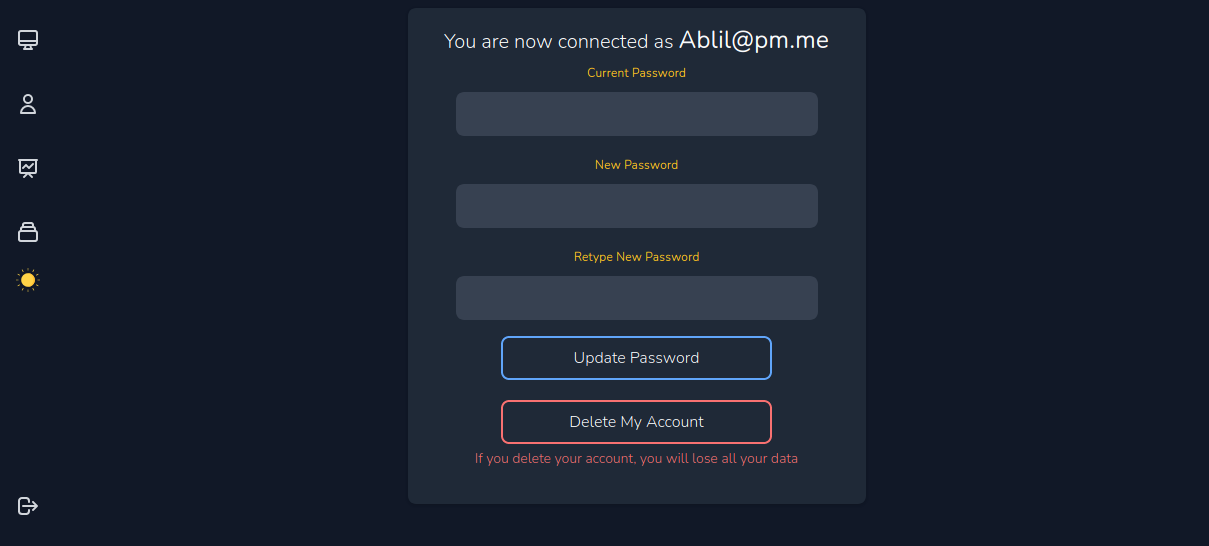 You are now connected as Ablil@pm.me
Current Password
New Password
Retype New Password
Update Password
Delete My Account
If you delete your account, you will lose all your data